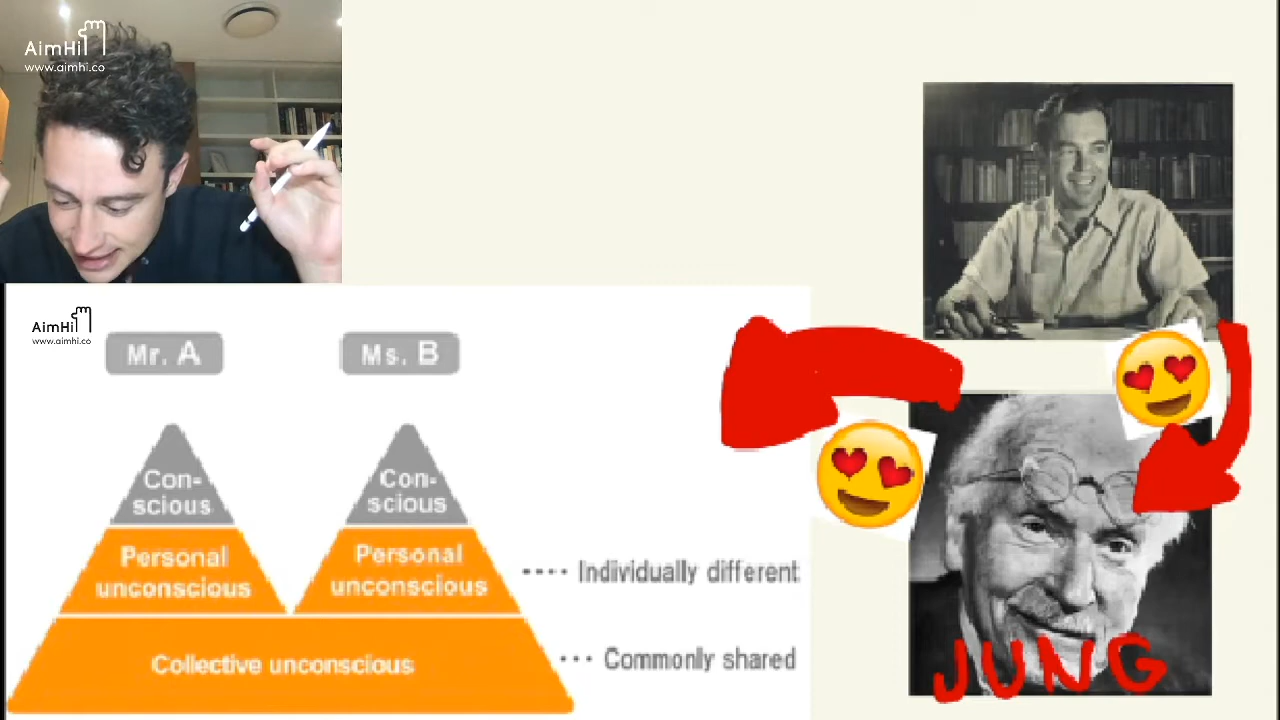 AimHi
www.aimhi.co
AimHi
www.aimhi.co
Mr. A
Ms. B
Con-
scious
Con-
scious
Personal
unconscious
Personal
unconscious
Individually different
Collective unconscious
Commonly shared
JUNG